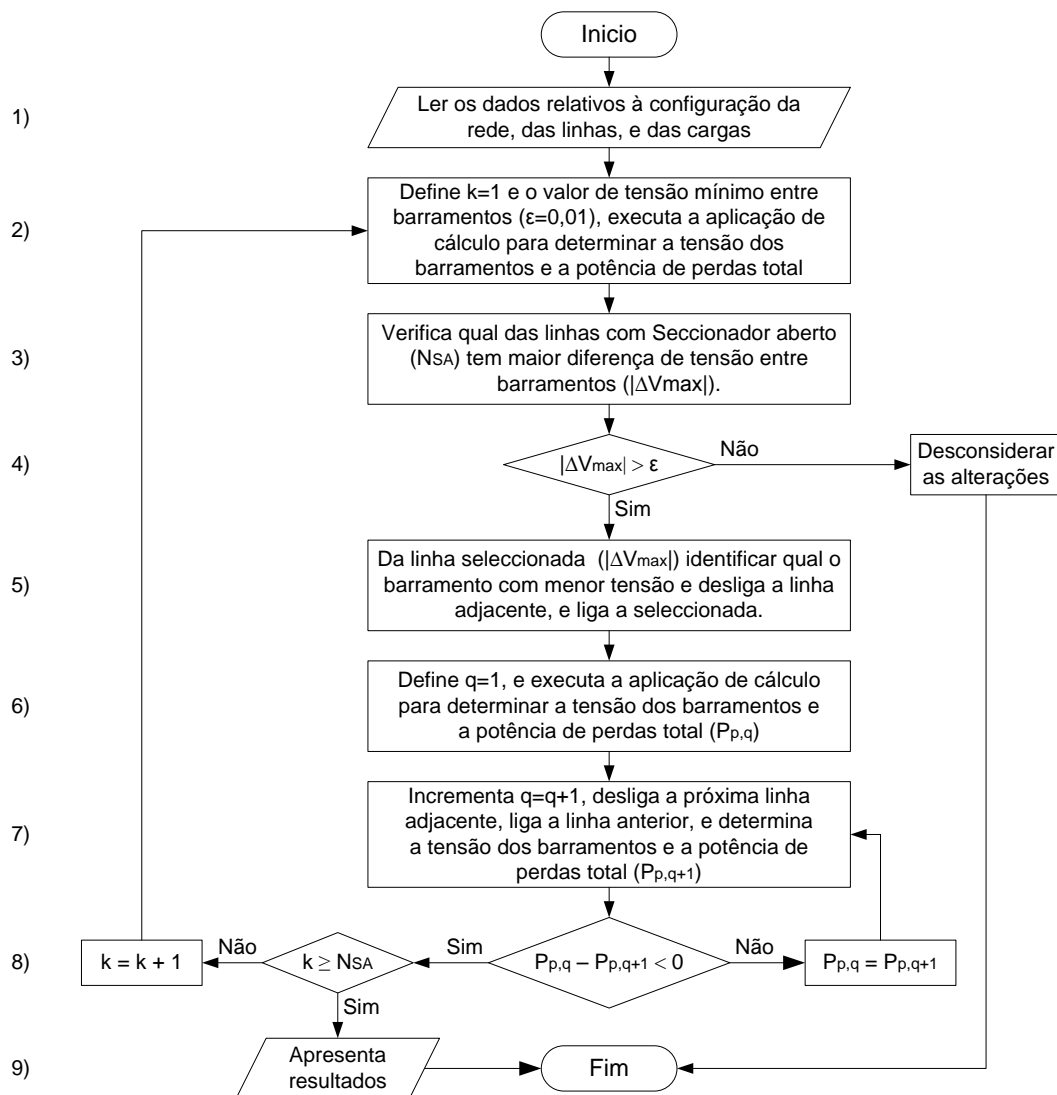 Inicio
1)
Ler os dados relativos à configuração da
rede, das linhas, e das cargas
2)
Define k=1 e o valor de tensão mínimo entre
barramentos (ε=0,01), executa a aplicação de
cálculo para determinar a tensão dos
barramentos e a potência de perdas total
3)
Verifica qual das linhas com Seccionador aberto
(NSA) tem maior diferença de tensão entre
barramentos (|ΔVmax|).
4)
|ΔVmax| > ε
Não
Desconsiderar
as alterações
Sim
5)
Da linha seleccionada (|ΔVmax|) identificar qual o
barramento com menor tensão e desliga a linha
adjacente, e liga a seleccionada.
6)
Define q=1, e executa a aplicação de cálculo
para determinar a tensão dos barramentos e
a potência de perdas total (Pp,q)
7)
Incrementa q=q+1, desliga a próxima linha
adjacente, liga a linha anterior, e determina
a tensão dos barramentos e a potência de
perdas total (Pp,q+1)
8)
k = k + 1
Não
k ≥ NSA
Sim
Pp,q – Pp,q+1 < 0
Não
Pp,q = Pp,q+1
Sim
9)
Apresenta
resultados
Fim